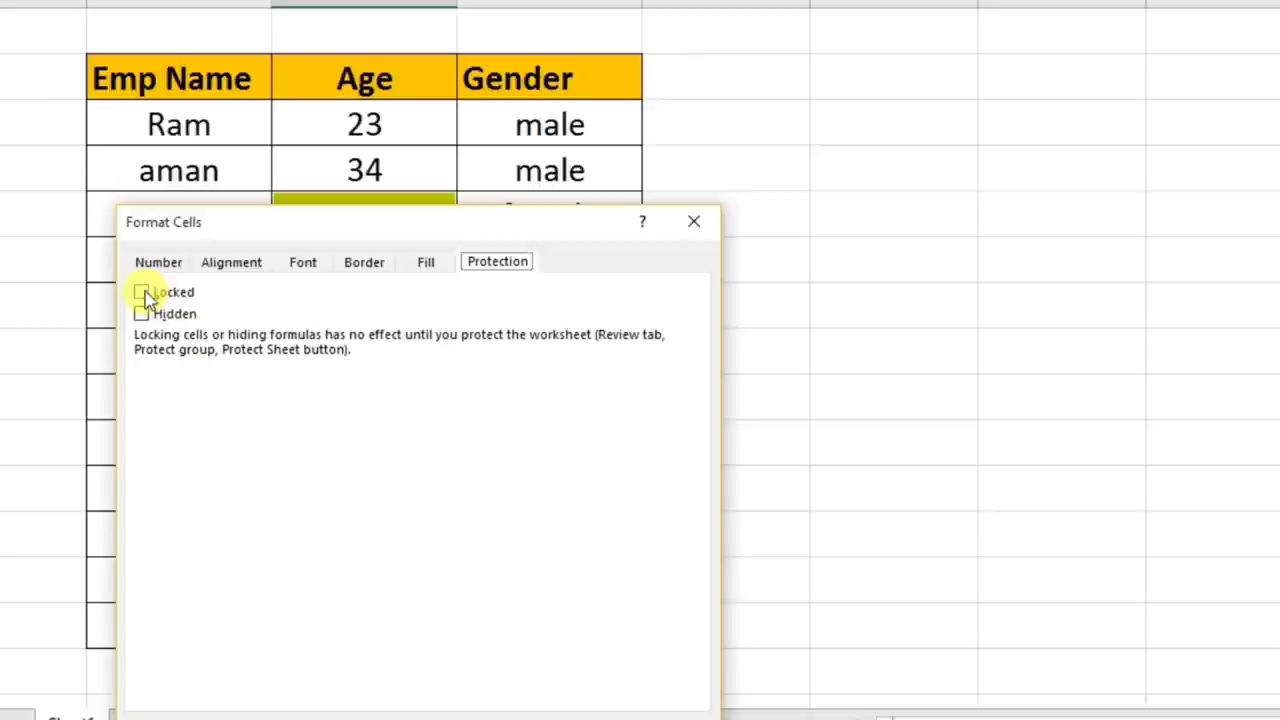 Emp Name Age Gender
Ram 23 male
aman 34 male
Format Cells ?
Number Alignment Font Border Fill Protection
Locked
Hidden
Locking cells or hiding formulas has no effect until you protect the worksheet (Review tab,
Protect group, Protect Sheet button).